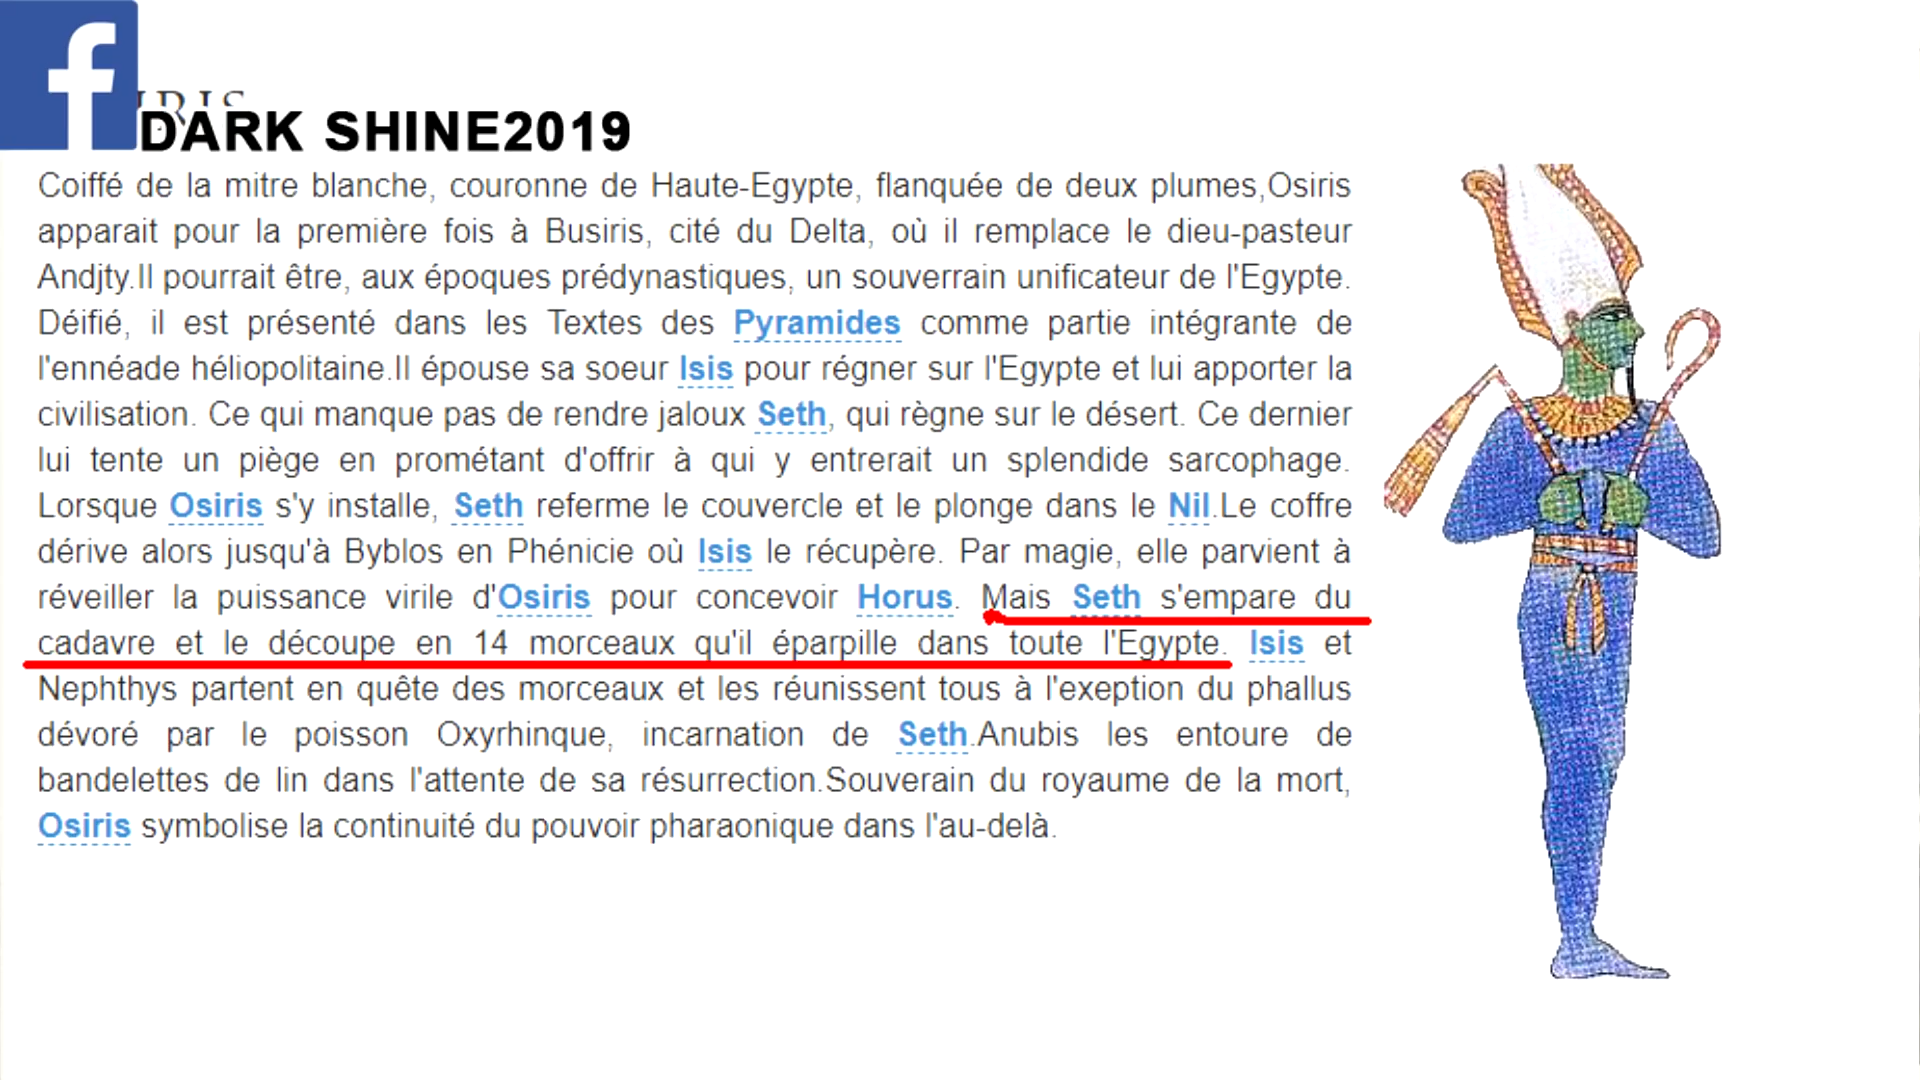 f
DARK SHINE2019
Coiffé de la mitre blanche, couronne de Haute-Egypte, flanquée de deux plumes,Osiris
apparait pour la première fois à Busiris, cité du Delta, où il remplace le dieu-pasteur
Andjty.Il pourrait être, aux époques prédynastiques, un souverrain unificateur de l'Egypte.
Déifié, il est présenté dans les Textes des Pyramides comme partie intégrante de
l'ennéade héliopolitaine.Il épouse sa soeur Isis pour régner sur l'Egypte et lui apporter la
civilisation. Ce qui manque pas de rendre jaloux Seth, qui règne sur le désert. Ce dernier
lui tente un piège en prométant d'offrir à qui y entrerait un splendide sarcophage.
Lorsque Osiris s'y installe, Seth referme le couvercle et le plonge dans le Nil.Le coffre
dérive alors jusqu'à Byblos en Phénicie où Isis le récupère. Par magie, elle parvient à
réveiller la puissance virile d'Osiris pour concevoir Horus. Mais Seth s'empare du
cadavre et le découpe en 14 morceaux qu'il éparpille dans toute l'Egypte. Isis et
Nephthys partent en quête des morceaux et les réunissent tous à l'exeption du phallus
dévoré par le poisson Oxyrhinque, incarnation de Seth.Anubis les entoure de
bandelettes de lin dans l'attente de sa résurrection.Souverain du royaume de la mort,
Osiris symbolise la continuité du pouvoir pharaonique dans l'au-delà.